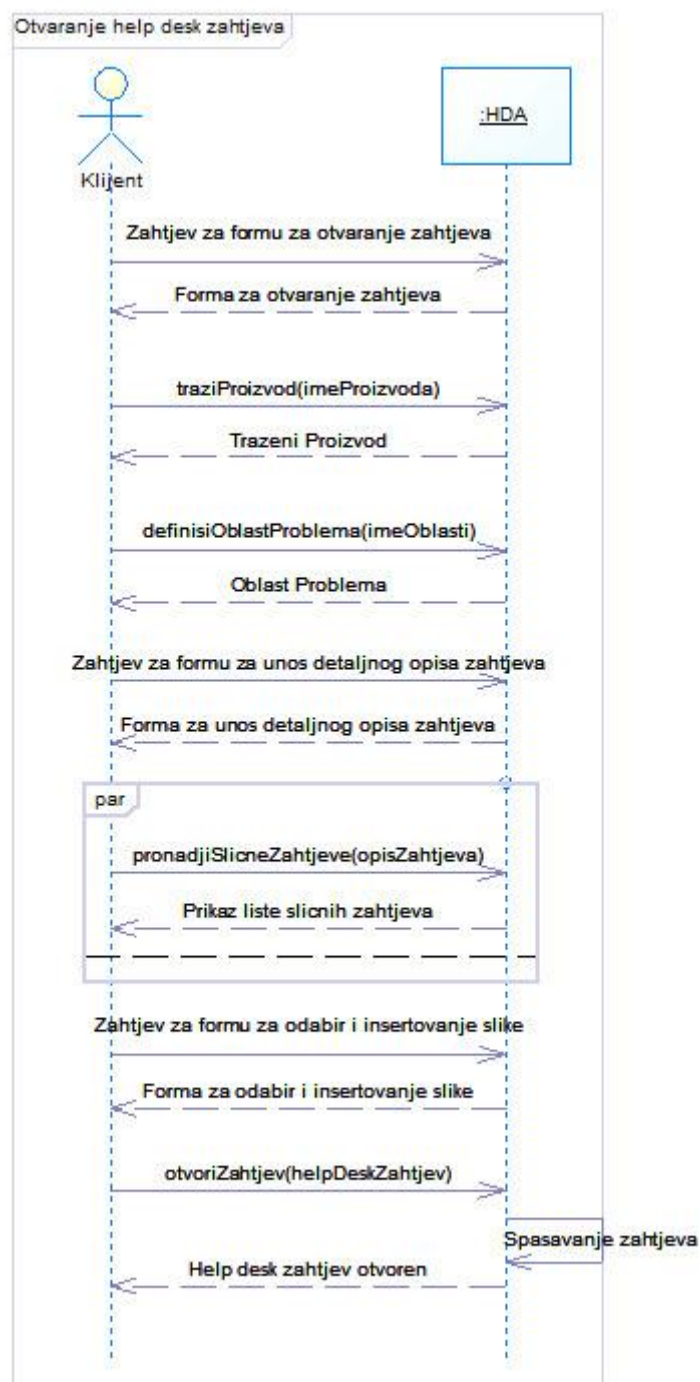 Otvaranje help desk zahtjeva
:HDA
Klijent
Zahtjev za formu za otvaranje zahtjeva
Forma za otvaranje zahtjeva
traziProizvod(imeProizvoda)
Trazeni Proizvod
definisiOblastProblema(imeOblasti)
Oblast Problema
Zahtjev za formu za unos detaljnog opisa zahtjeva
Forma za unos detaljnog opisa zahtjeva
par
pronadjiSlicneZahtjeve(opisZahtjeva)
Prikaz liste slicnih zahtjeva
Zahtjev za formu za odabir i insertovanje slike
Forma za odabir i insertovanje slike
otvoriZahtjev(helpDeskZahtjev)
Spasavanje zahtjeva
Help desk zahtjev otvoren